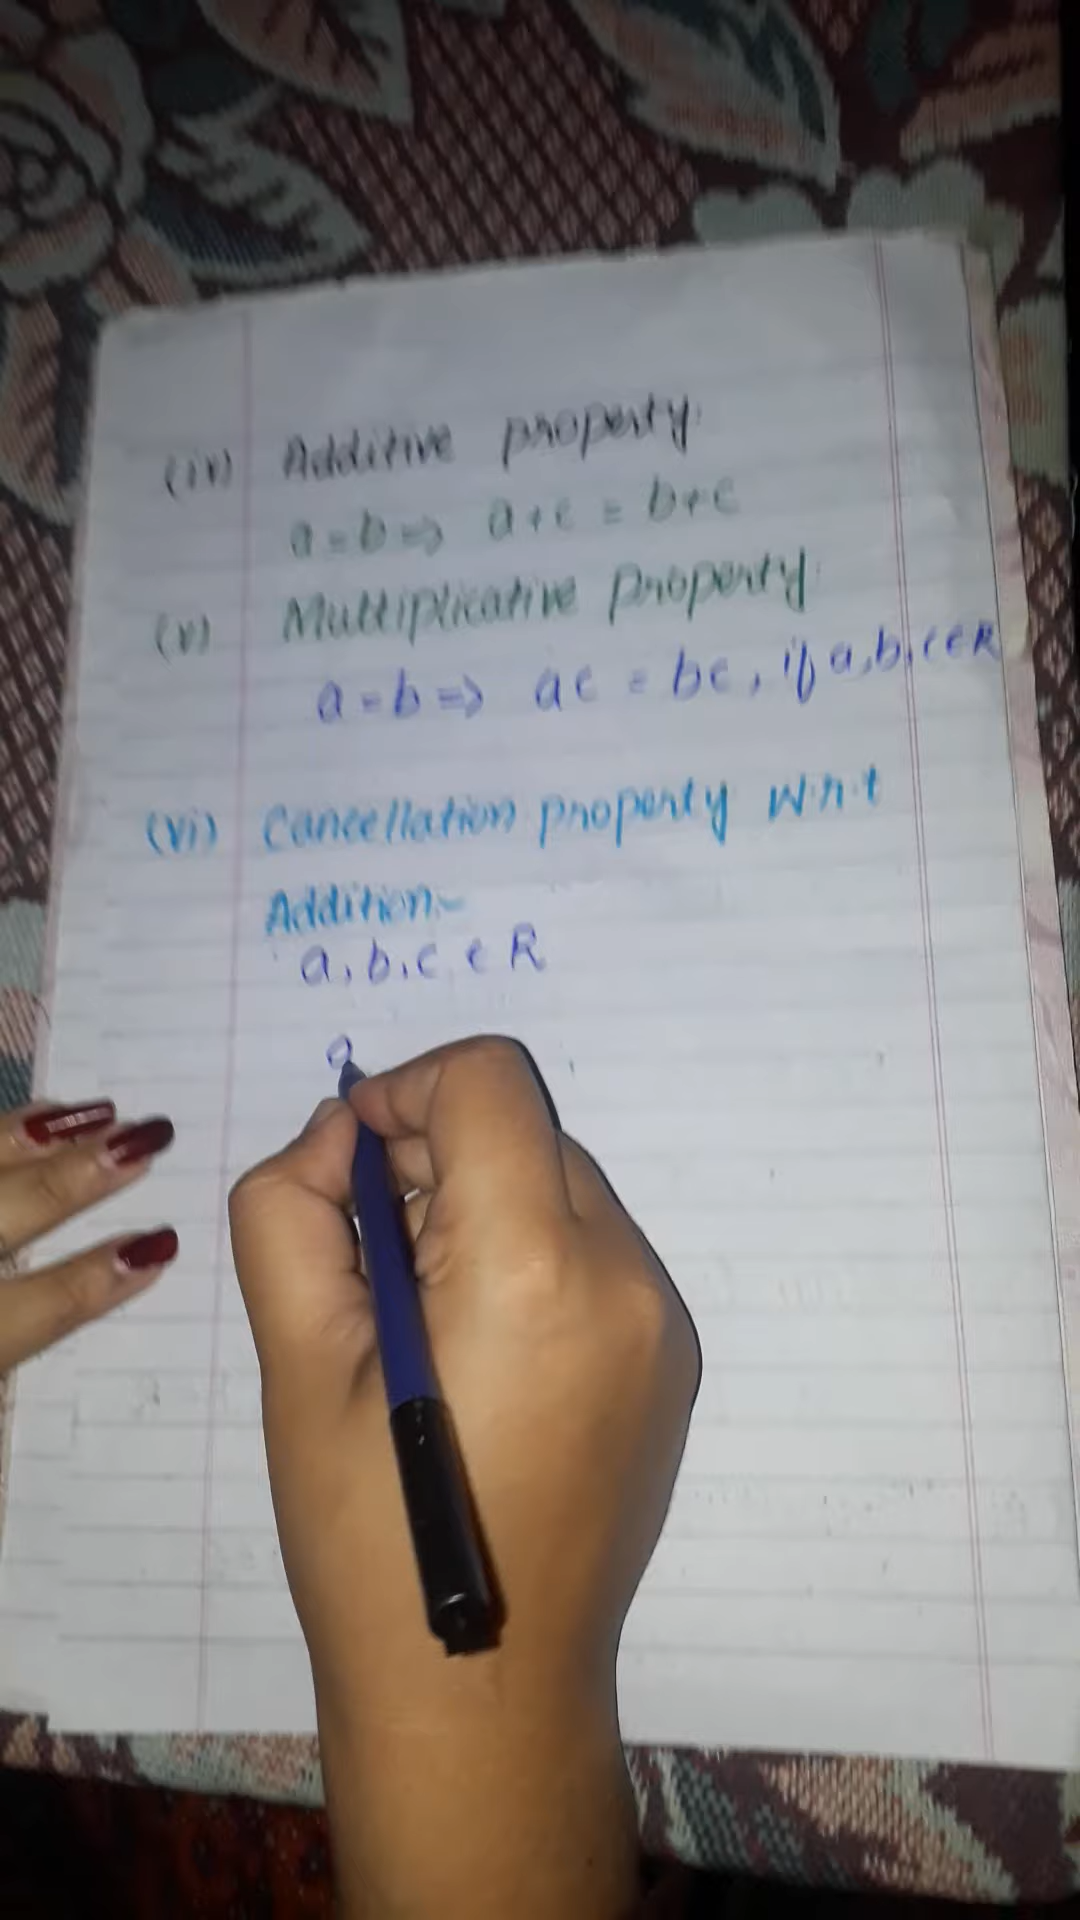 (iv) Additive property.
a=b⇒ a+c = b+c
(v) Multiplicative property.
a=b⇒ ac = bc, if a,b,c∈R
(vi) Cancellation property w.r.t
Addition:-
a,b,c ∈ R
a